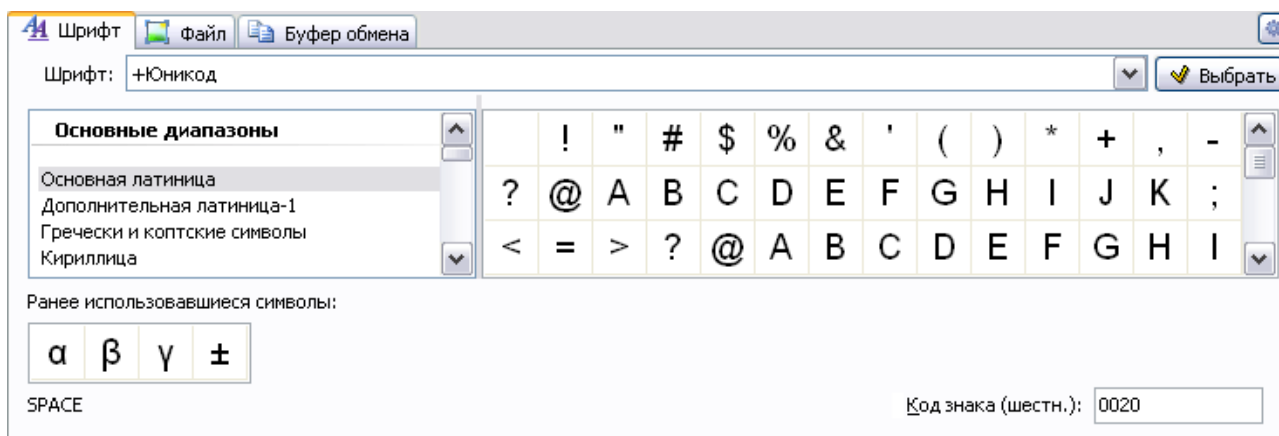 Шрифт Файл Буфер обмена
Шрифт: +Юникод Выбрать
Основные диапазоны
Основная латиница
Дополнительная латиница-1
Гречески и коптские символы
Кириллица
! " # $ % & ' ( ) * + , -
? @ A B C D E F G H I J K ;
< = > ? @ A B C D E F G H I
Ранее использовавшиеся символы:
α β γ ±
SPACE Код знака (шестн.): 0020